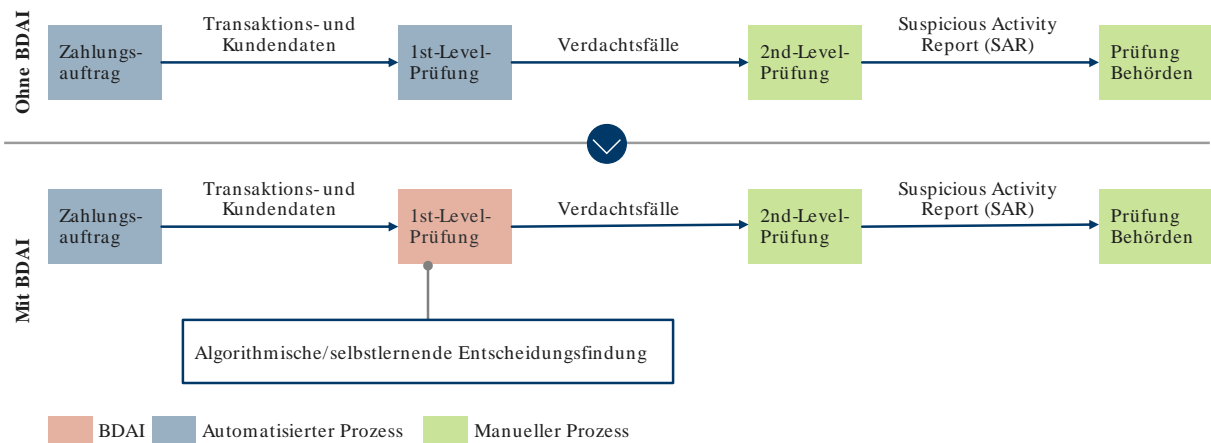 Ohne BDAI
Zahlungs-
auftrag
Transaktions- und
Kundendaten
1st-Level-
Prüfung
Verdachtsfälle
2nd-Level-
Prüfung
Suspicious Activity
Report (SAR)
Prüfung
Behörden
Mit BDAI
Zahlungs-
auftrag
Transaktions- und
Kundendaten
1st-Level-
Prüfung
Verdachtsfälle
2nd-Level-
Prüfung
Suspicious Activity
Report (SAR)
Prüfung
Behörden
Algorithmische/selbstlernende Entscheidungsfindung
BDAI
Automatisierter Prozess
Manueller Prozess